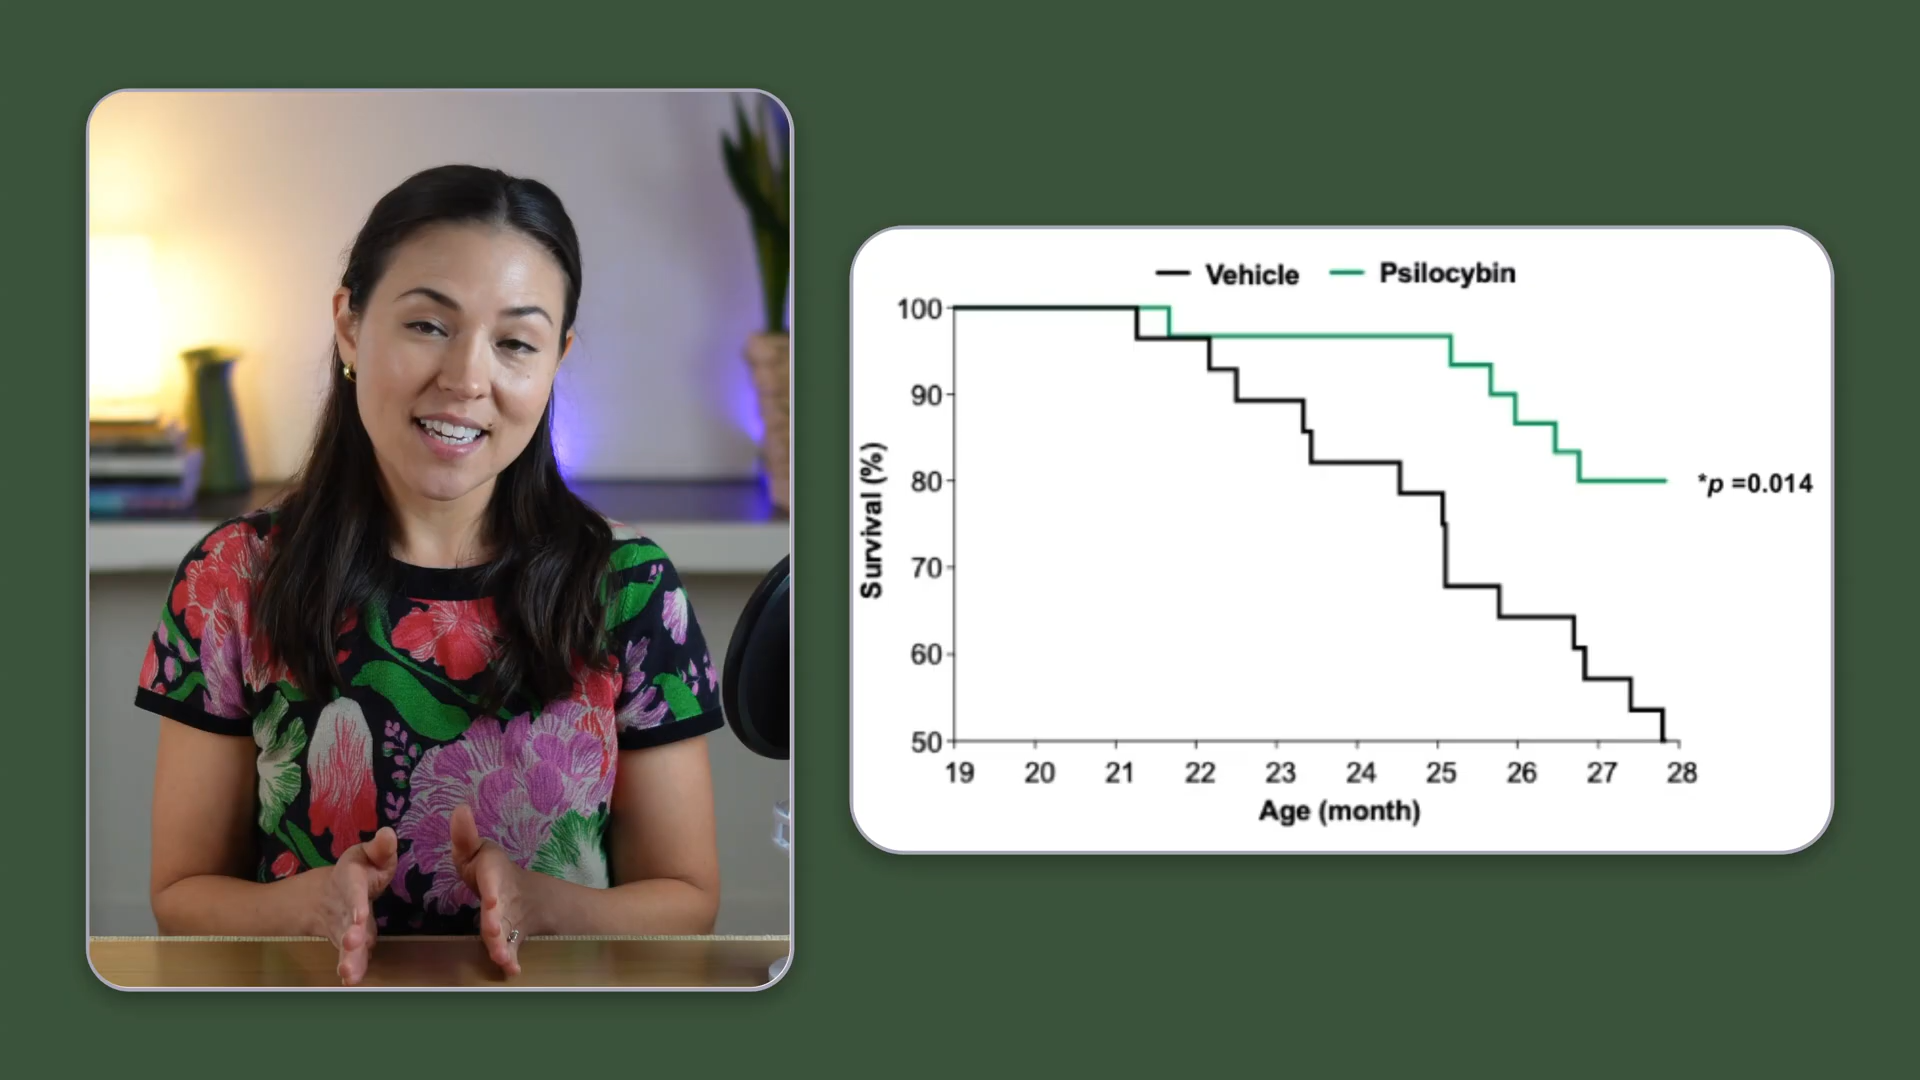 Vehicle Psilocybin
100
90
80
70
60
50
Survival (%)
*p =0.014
19 20 21 22 23 24 25 26 27 28
Age (month)